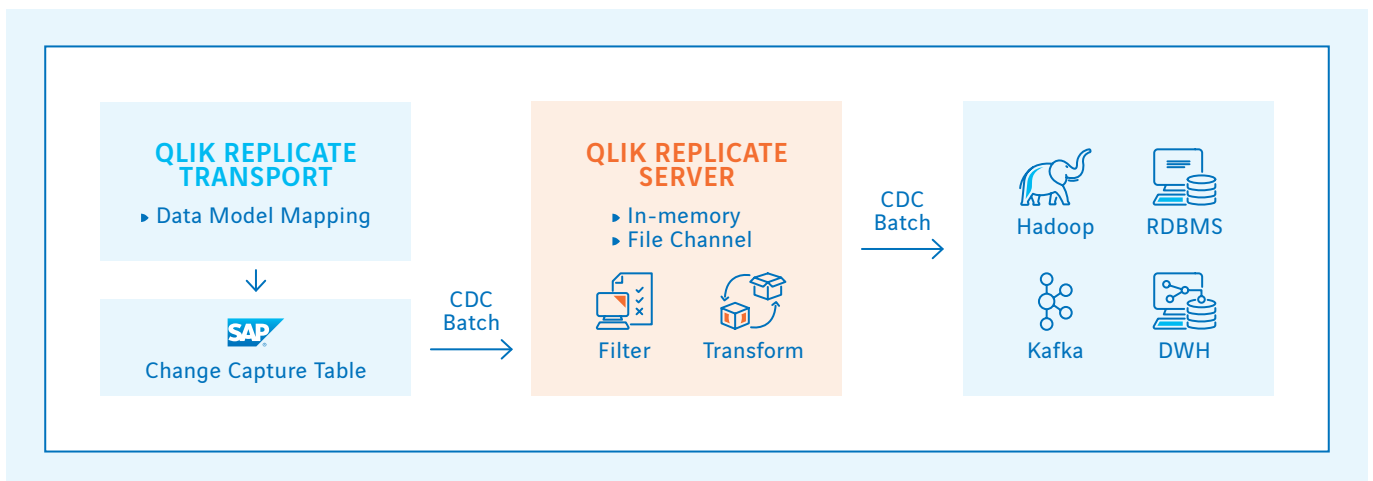 QLIK REPLICATE
TRANSPORT
Data Model Mapping
SAP
Change Capture Table
CDC
Batch
QLIK REPLICATE
SERVER
In-memory
File Channel
Filter
Transform
CDC
Batch
Hadoop
RDBMS
Kafka
DWH